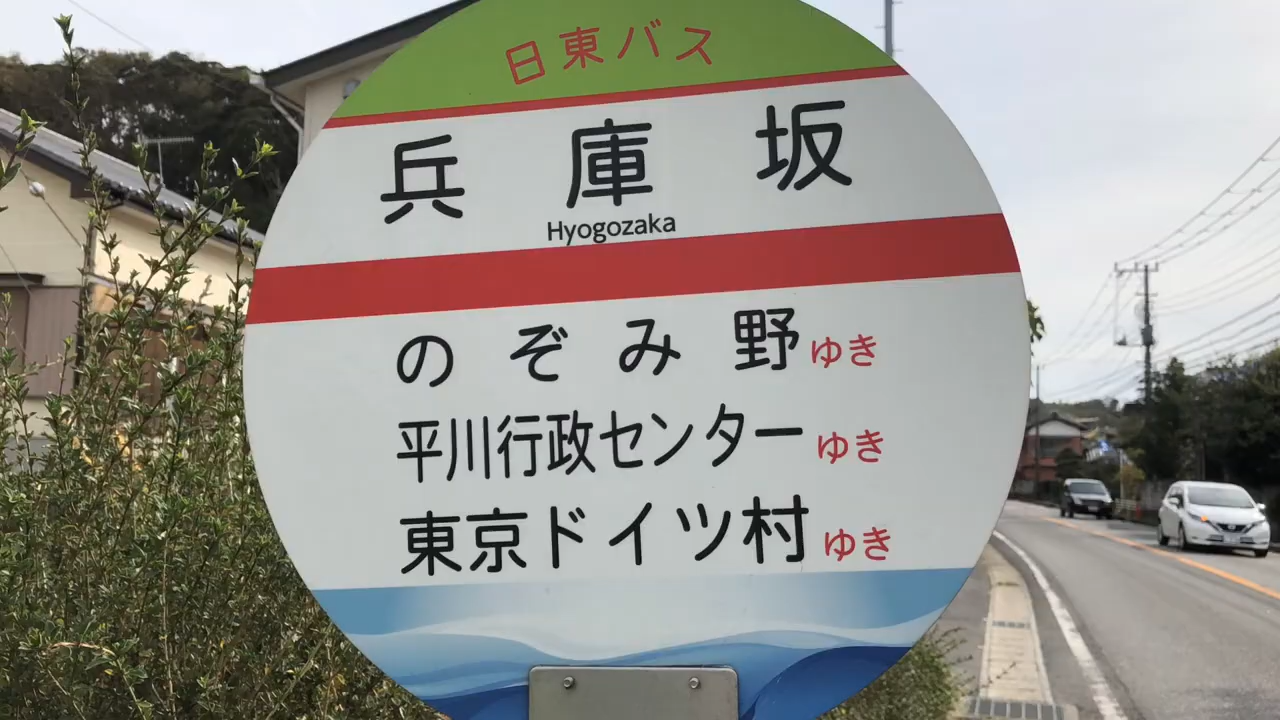 日東バス
兵庫坂
Hyogozaka
のぞみ野ゆき
平川行政センターゆき
東京ドイツ村ゆき